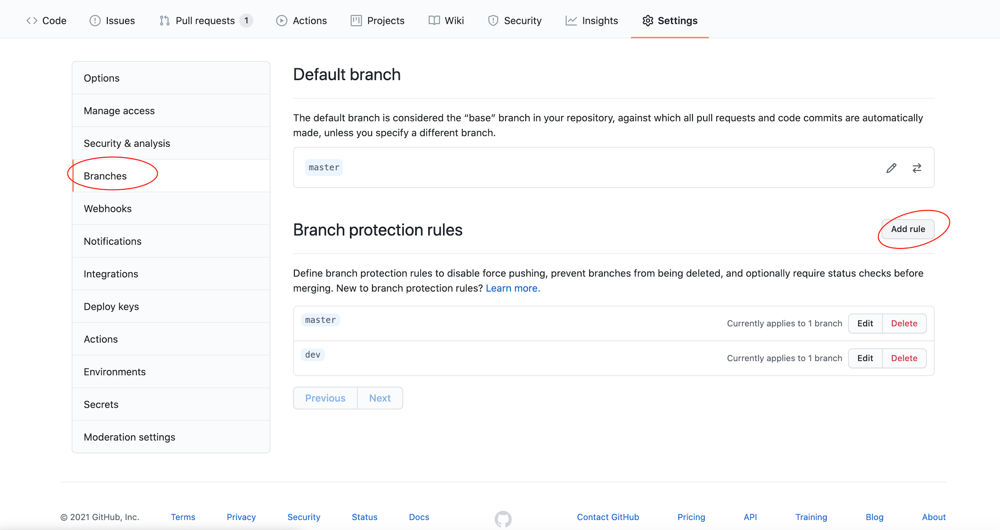 Code Issues Pull requests 1 Actions Projects Wiki Security Insights Settings
Options
Manage access
Security & analysis
Branches
Webhooks
Notifications
Integrations
Deploy keys
Actions
Environments
Secrets
Moderation settings
Default branch
The default branch is considered the “base” branch in your repository, against which all pull requests and code commits are automatically
made, unless you specify a different branch.
master
Branch protection rules
Add rule
Define branch protection rules to disable force pushing, prevent branches from being deleted, and optionally require status checks before
merging. New to branch protection rules? Learn more.
master Currently applies to 1 branch Edit Delete
dev Currently applies to 1 branch Edit Delete
Previous Next
© 2021 GitHub, Inc. Terms Privacy Security Status Docs Contact GitHub Pricing API Training Blog About